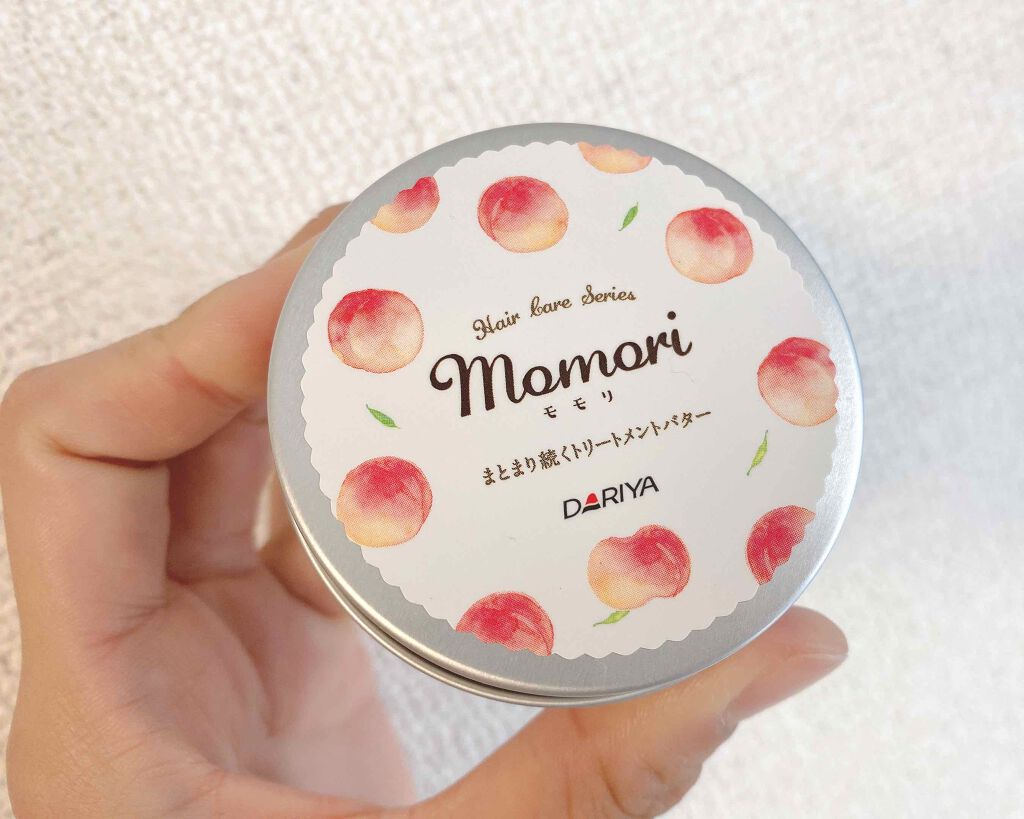 Hair Care Series
momori
モモリ
まとまり続くトリートメントバター
DARIYA